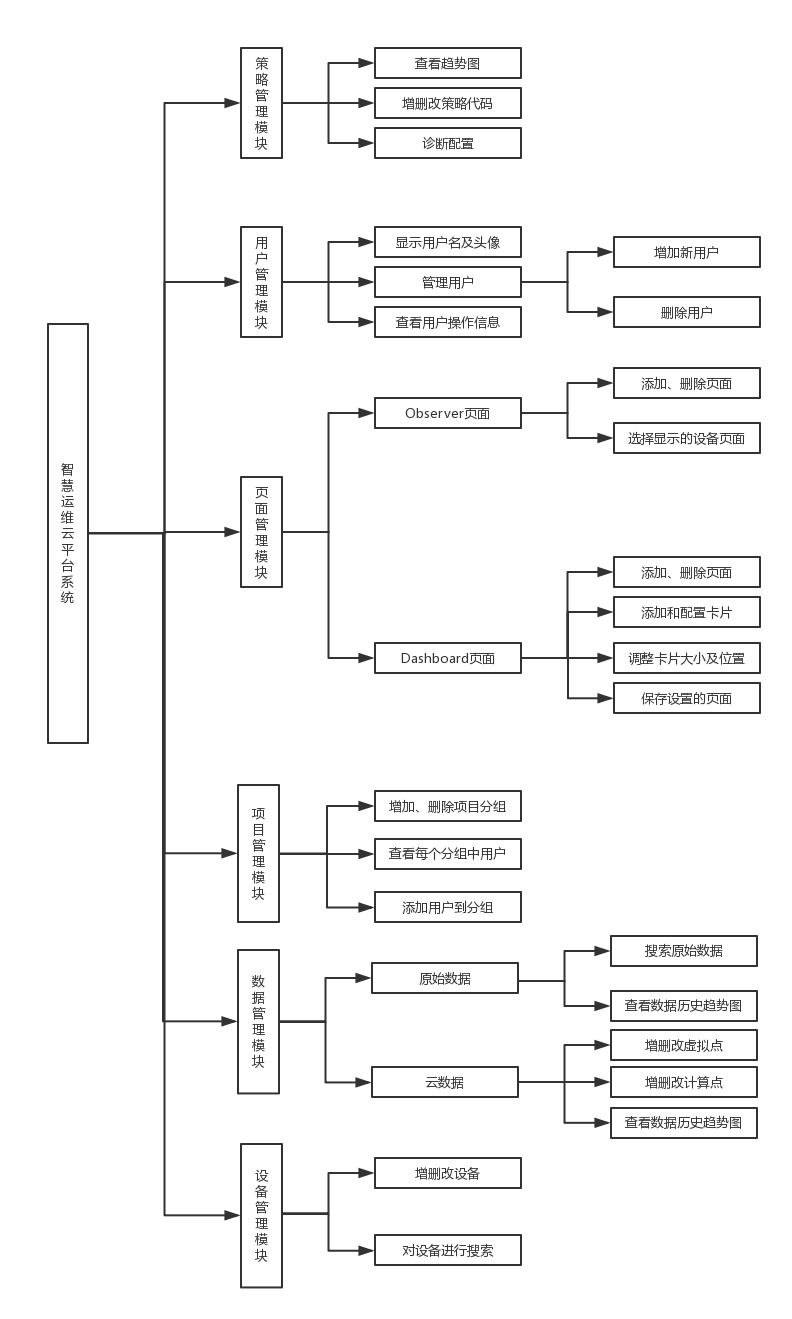 智慧运维云平台系统
策略管理模块
查看趋势图
增删改策略代码
诊断配置
用户管理模块
显示用户名及头像
管理用户
增加新用户
删除用户
查看用户操作信息
页面管理模块
Observer页面
添加、删除页面
选择显示的设备页面
Dashboard页面
添加、删除页面
添加和配置卡片
调整卡片大小及位置
保存设置的页面
项目管理模块
增加、删除项目分组
查看每个分组中用户
添加用户到分组
数据管理模块
原始数据
搜索原始数据
查看数据历史趋势图
云数据
增删改虚拟点
增删改计算点
查看数据历史趋势图
设备管理模块
增删改设备
对设备进行搜索